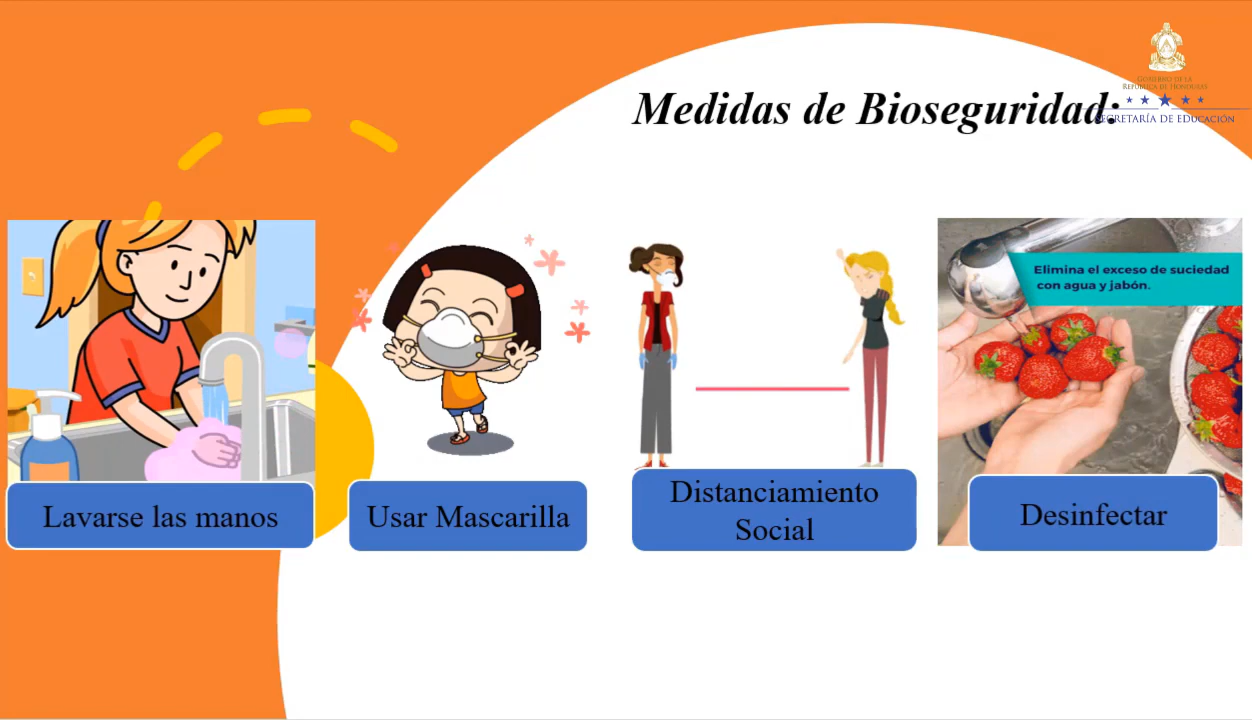 Medidas de Bioseguridad:
GOBIERNO DE LA
REPÚBLICA DE HONDURAS
SECRETARÍA DE EDUCACIÓN
Elimina el exceso de suciedad
con agua y jabón.
Lavarse las manos
Usar Mascarilla
Distanciamiento
Social
Desinfectar